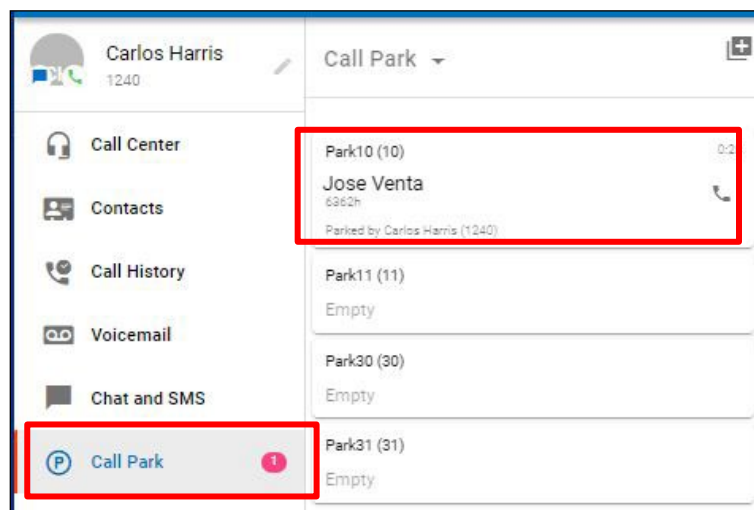 Carlos Harris
1240
Call Center
Contacts
Call History
Voicemail
Chat and SMS
Call Park
1
Call Park
Park10 (10)
Jose Venta
6362h
Parked by Carlos Harris (1240)
Park11 (11)
Empty
Park30 (30)
Empty
Park31 (31)
Empty